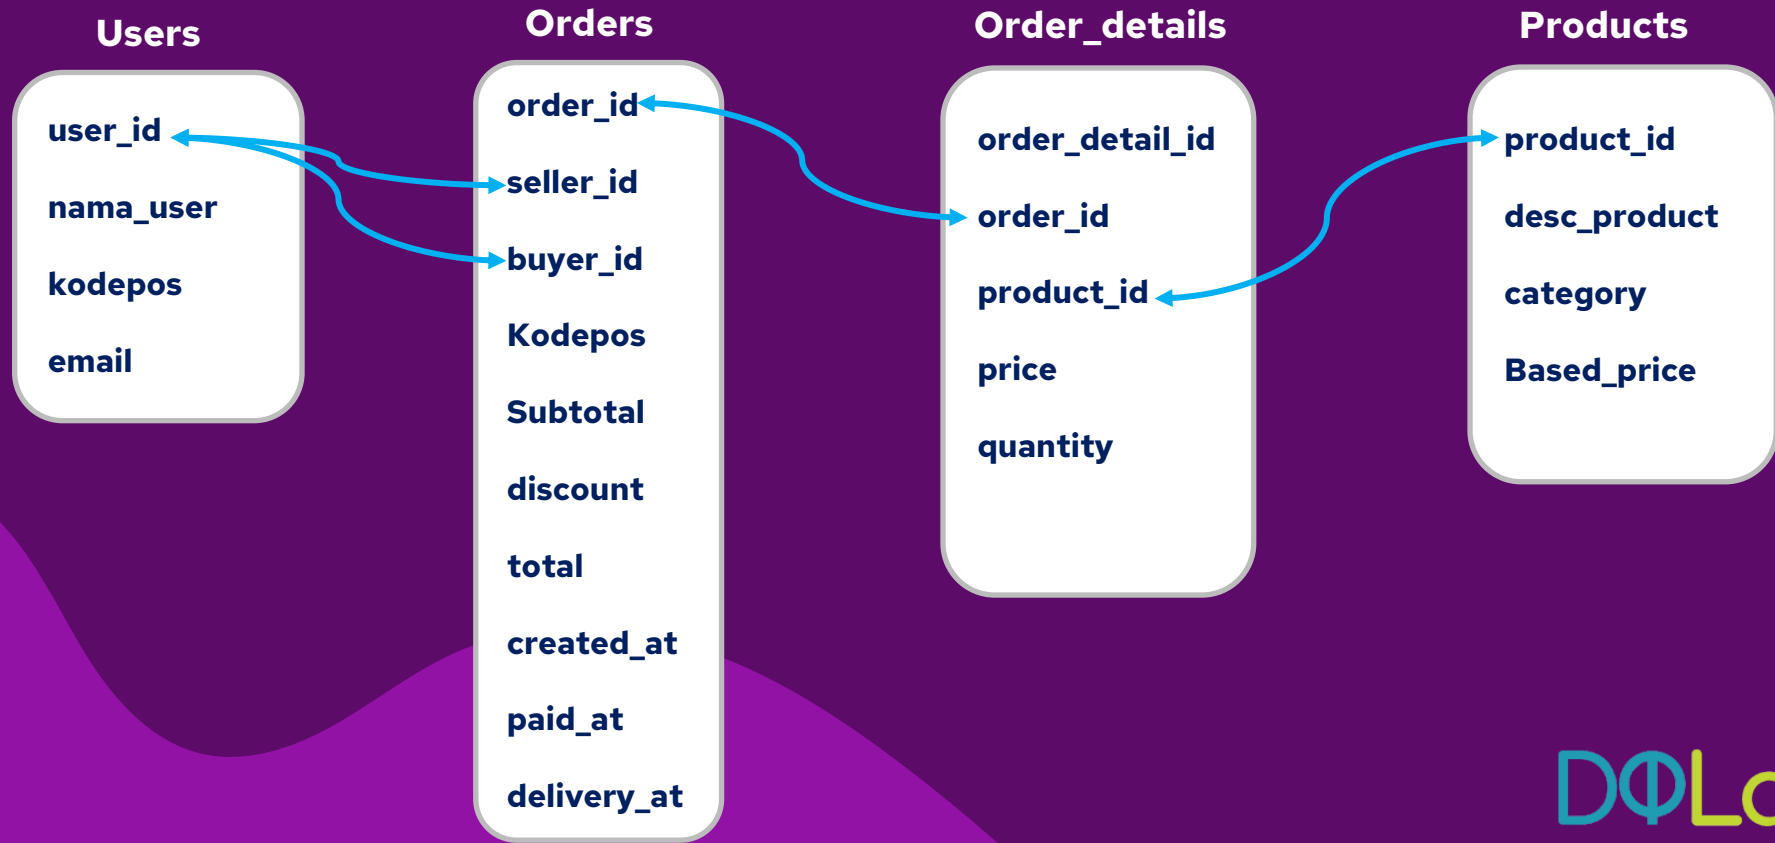 Users
user_id
nama_user
kodepos
email
Orders
order_id
seller_id
buyer_id
Kodepos
Subtotal
discount
total
created_at
paid_at
delivery_at
Order_details
order_detail_id
order_id
product_id
price
quantity
Products
product_id
desc_product
category
Based_price